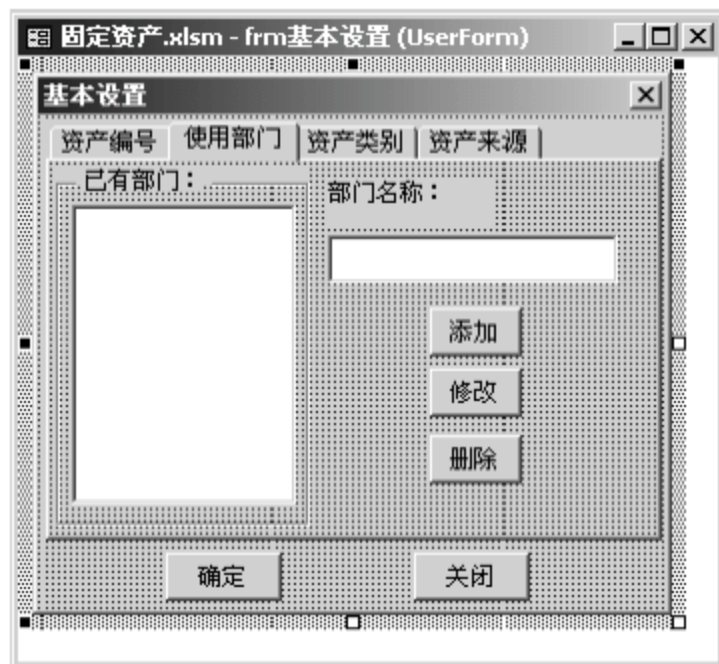 固定资产.xlsm - frm基本设置 (UserForm)
基本设置
资产编号 使用部门 资产类别 资产来源
已有部门：
部门名称：
添加
修改
删除
确定 关闭